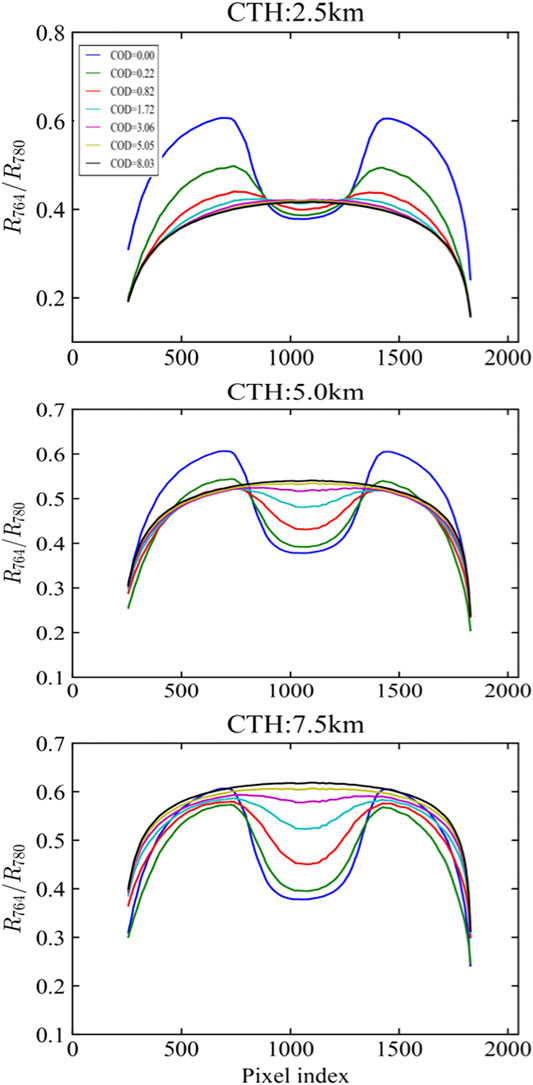 CTH:2.5km
0.8
COD=0.00
COD=0.22
COD=0.82
COD=1.72
COD=3.06
COD=5.05
COD=8.03
0.6
0.4
0.2
R764/R780
0 500 1000 1500 2000
CTH:5.0km
0.7
0.6
0.5
0.4
0.3
0.2
0.1
R764/R780
0 500 1000 1500 2000
CTH:7.5km
0.7
0.6
0.5
0.4
0.3
0.2
0.1
R764/R780
0 500 1000 1500 2000
Pixel index